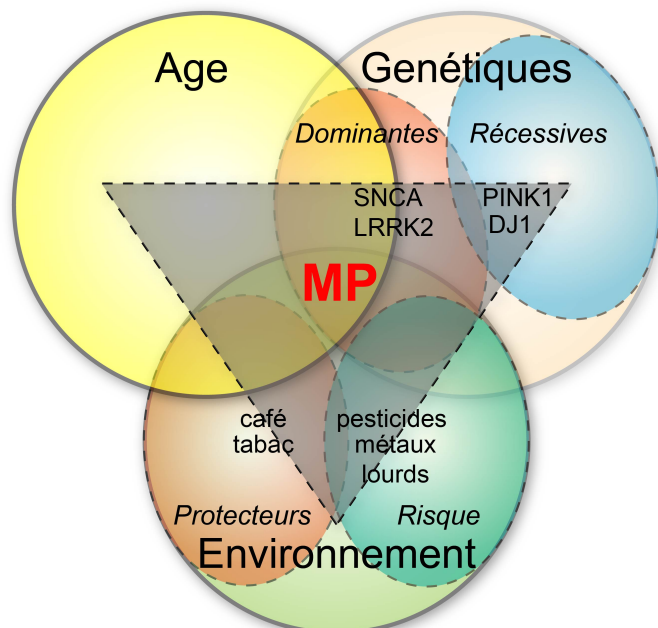 Age
Genétiques
Dominantes
Récessives
SNCA
LRRK2
PINK1
DJ1
MP
café
tabac
pesticides
métaux
lourds
Protecteurs
Risque
Environnement